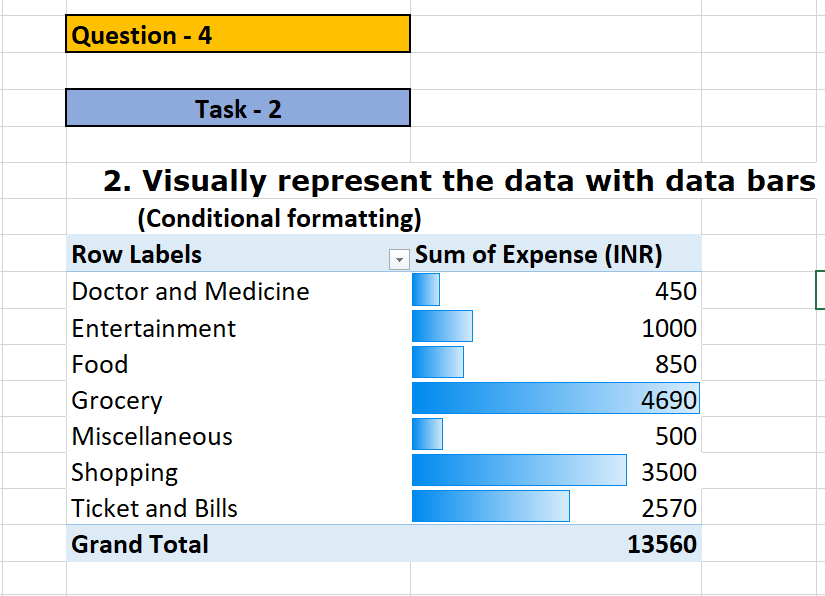 Question - 4
Task - 2
2. Visually represent the data with data bars
(Conditional formatting)
Row Labels Sum of Expense (INR)
Doctor and Medicine 450
Entertainment 1000
Food 850
Grocery 4690
Miscellaneous 500
Shopping 3500
Ticket and Bills 2570
Grand Total 13560